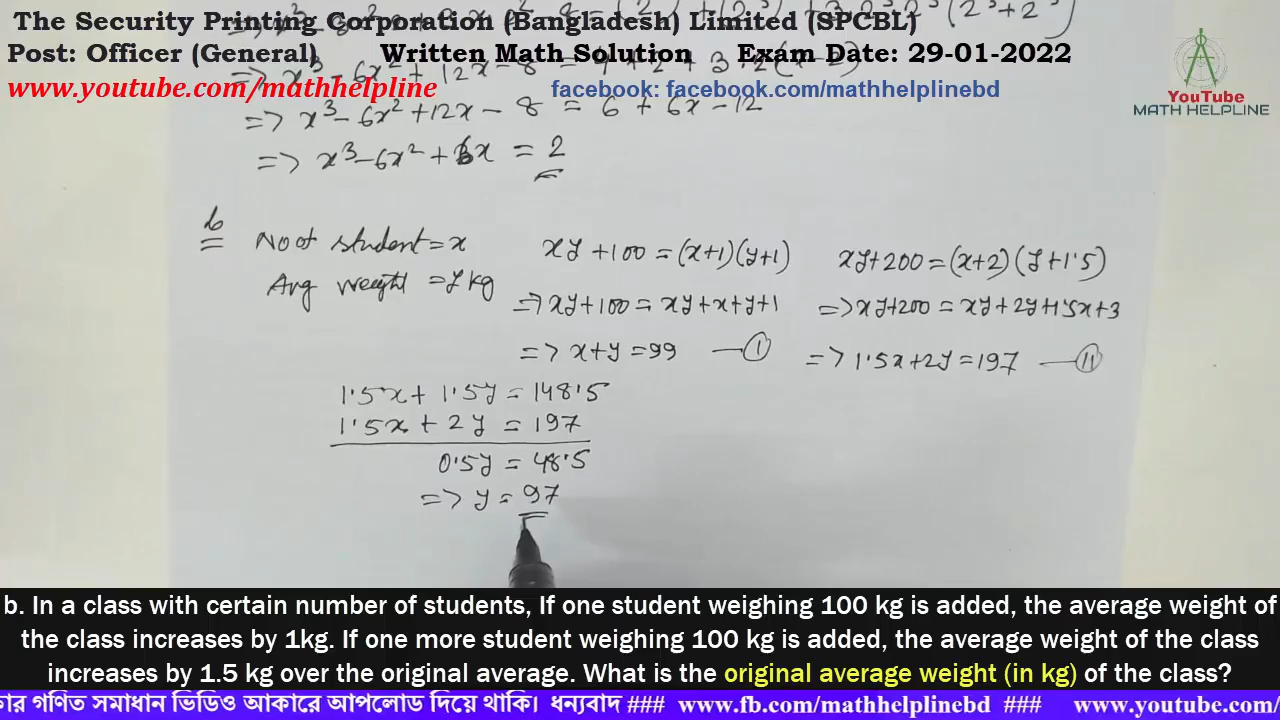 The Security Printing Corporation (Bangladesh) Limited (SPCBL)
Post: Officer (General) Written Math Solution Exam Date: 29-01-2022
www.youtube.com/mathhelpline facebook: facebook.com/mathhelplinebd
YouTube
MATH HELPLINE
=> x³ - 6x² + 12x - 8 = 6 + 6x - 12
=> x³ - 6x² + 6x = 2
b
No of student = x
Avg weight = y kg
xy + 100 = (x+1)(y+1)
=> xy + 100 = xy + x + y + 1
=> x + y = 99 — (I)
xy + 200 = (x+2)(y+1.5)
=> xy + 200 = xy + 2y + 1.5x + 3
=> 1.5x + 2y = 197 — (II)
1.5x + 1.5y = 148.5
1.5x + 2y = 197
0.5y = 48.5
=> y = 97
b. In a class with certain number of students, If one student weighing 100 kg is added, the average weight of
the class increases by 1kg. If one more student weighing 100 kg is added, the average weight of the class
increases by 1.5 kg over the original average. What is the original average weight (in kg) of the class?
গণিত সমাধান ভিডিও আকারে আপলোড দিয়ে থাকি। ধন্যবাদ ### www.fb.com/mathhelplinebd ### www.youtube.com/